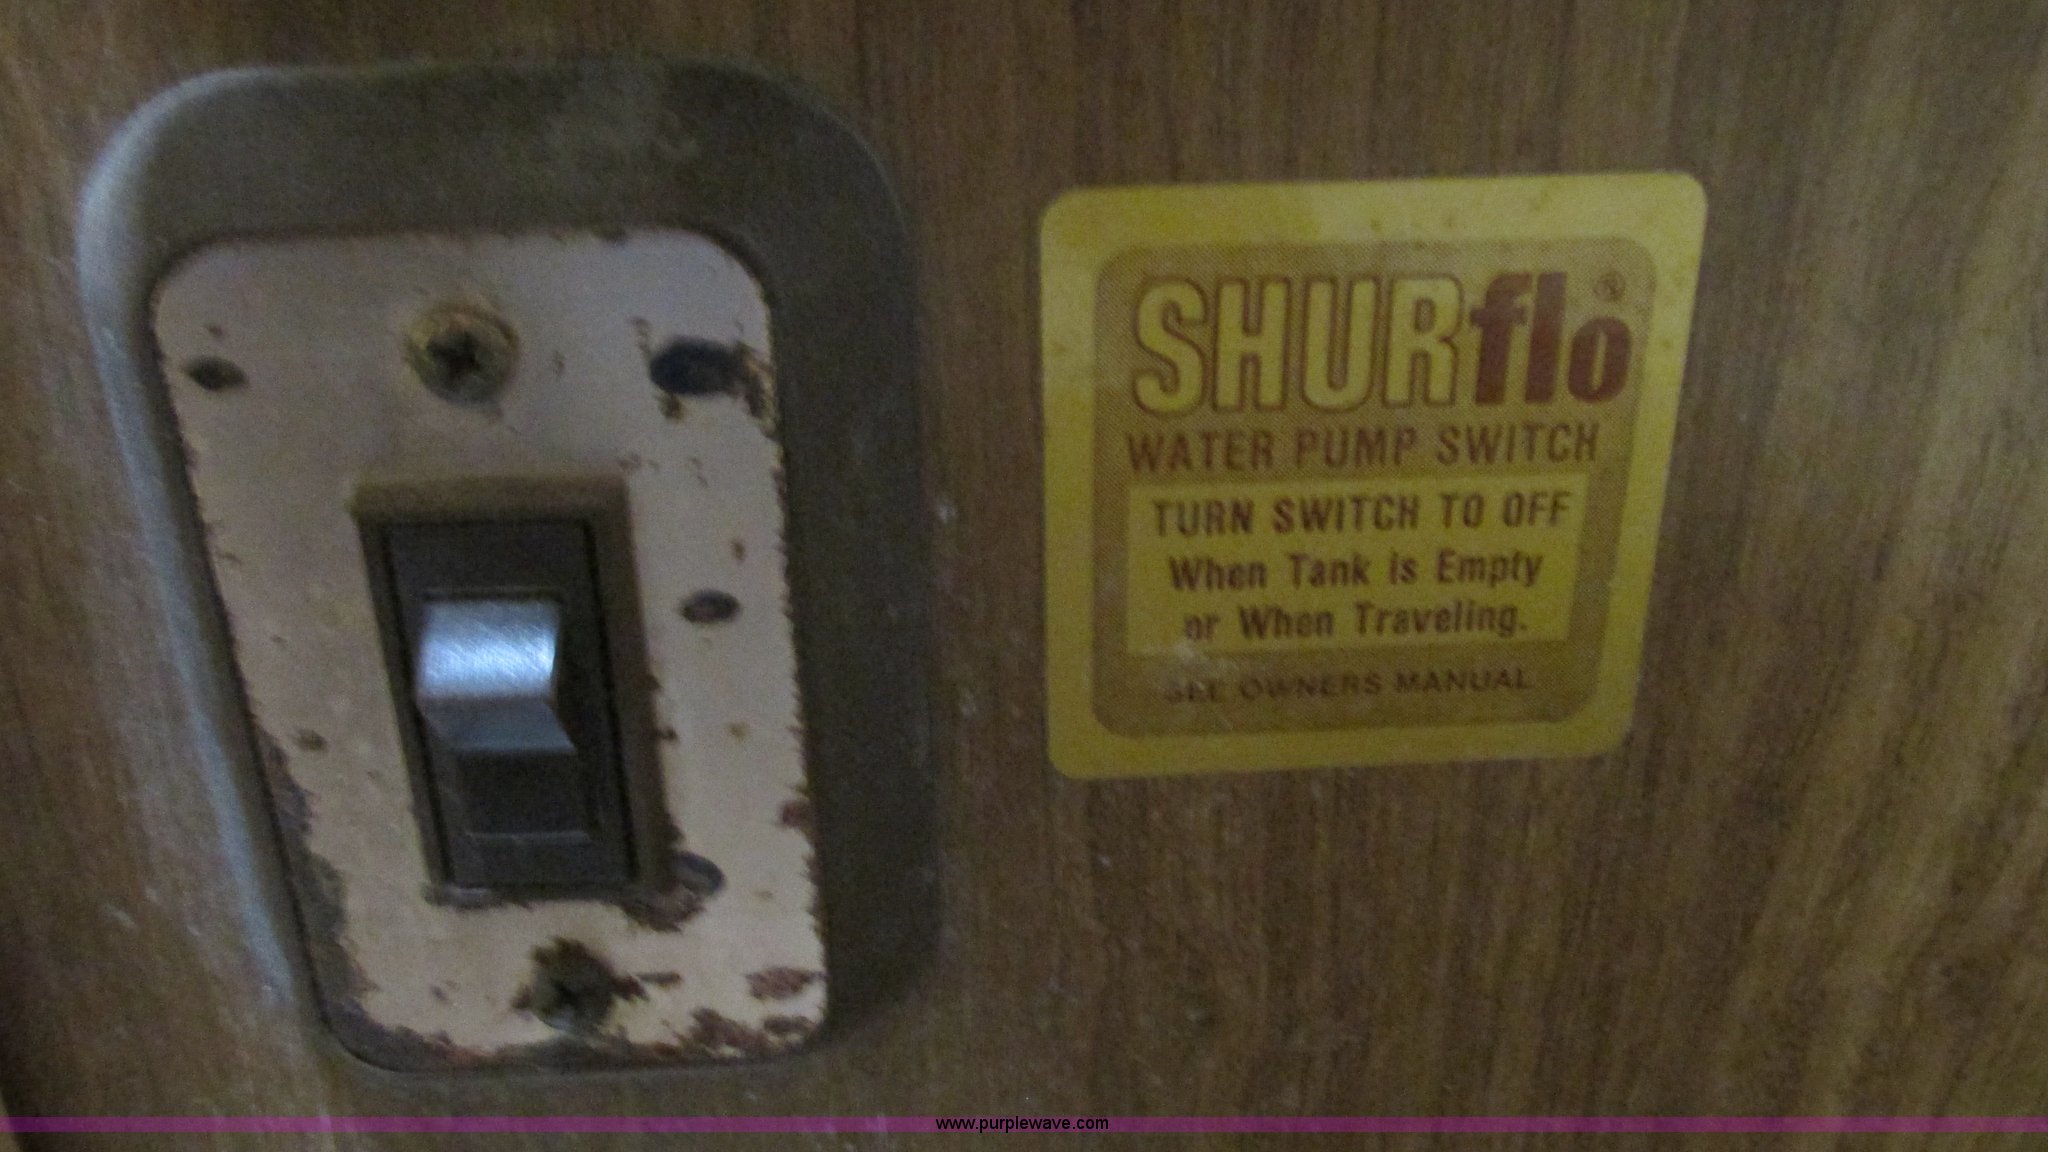 SHURflo®
WATER PUMP SWITCH
TURN SWITCH TO OFF
When Tank is Empty
or When Traveling.
SEE OWNERS MANUAL
www.purplewave.com